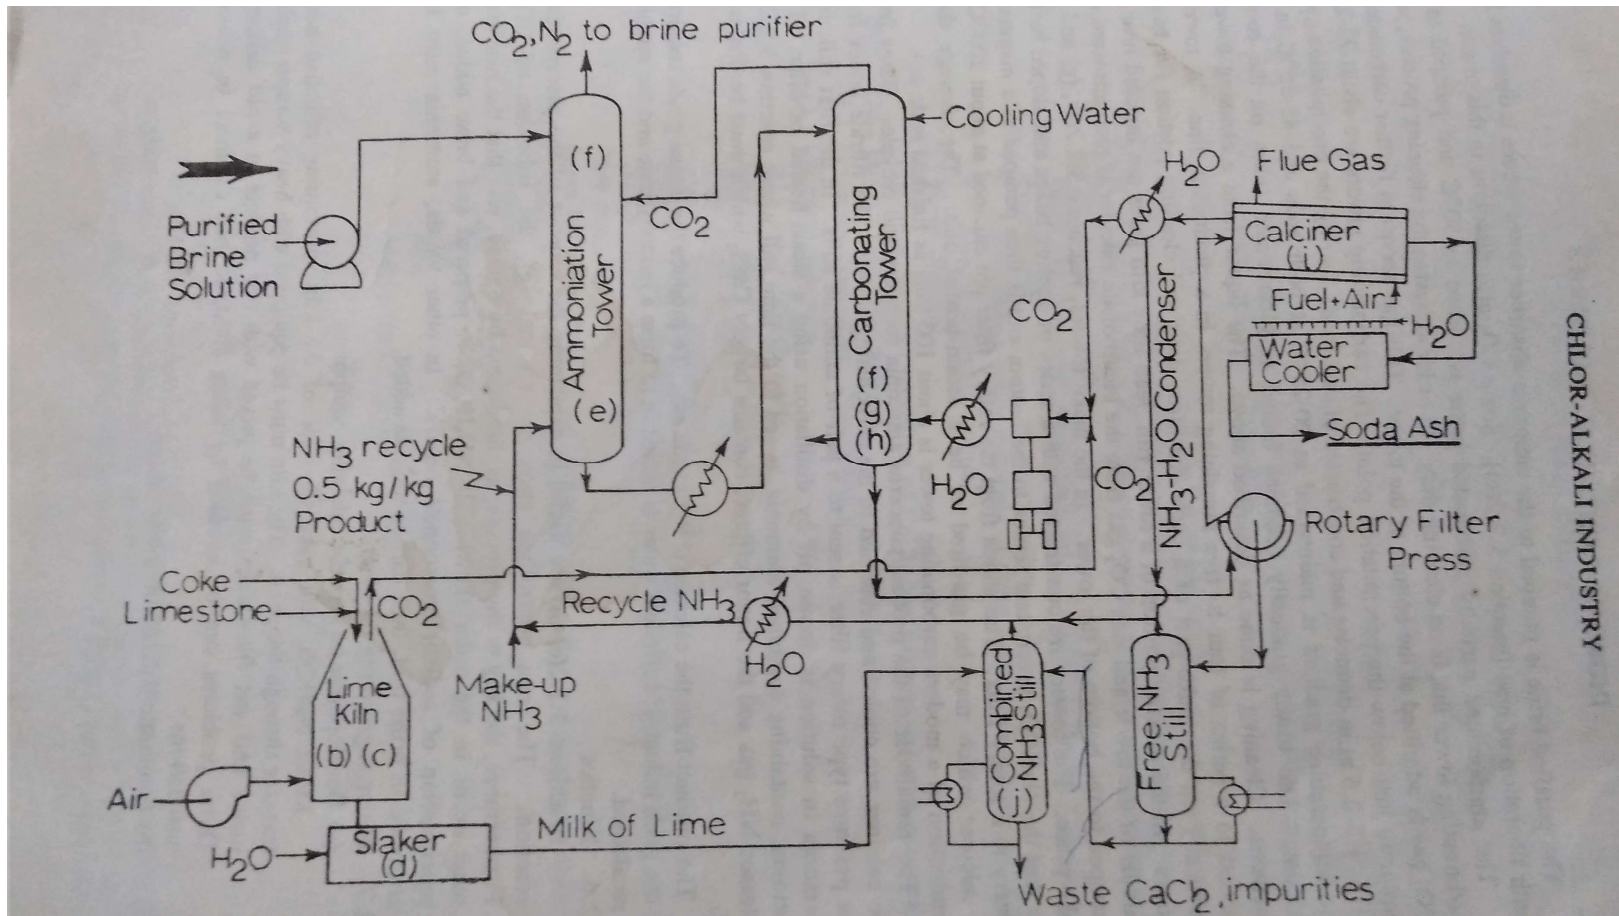 CO2,N2 to brine purifier
Purified
Brine
Solution
(f)
Ammoniation
Tower
(e)
CO2
Cooling Water
Carbonating
Tower
(f)
(g)
(h)
H2O
Flue Gas
Calciner
(i)
Fuel+Air
H2O
Water
Cooler
Soda Ash
CO2
NH3-H2O Condenser
H2O
CO2
Rotary Filter
Press
NH3 recycle
0.5 kg/kg
Product
Coke
Limestone
CO2
Recycle NH3
H2O
Make-up
NH3
Lime
Kiln
(b) (c)
Air
H2O
Slaker
(d)
Milk of Lime
Combined
(j) NH3 Still
Free NH3
Still
Waste CaCl2, impurities
CHLOR-ALKALI INDUSTRY